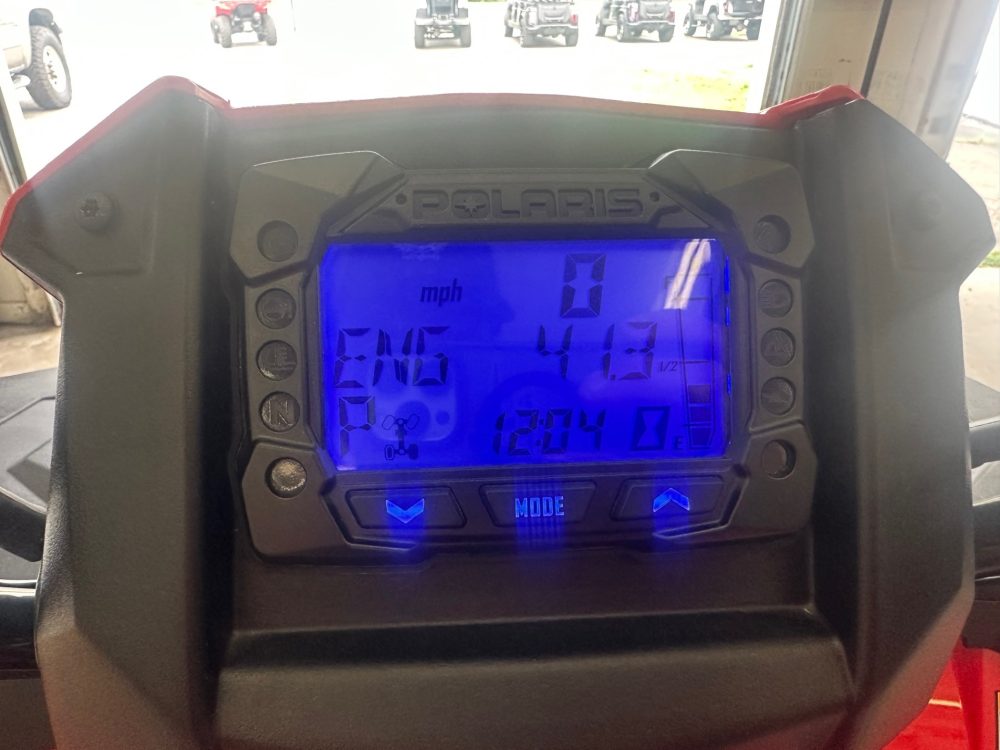 POLARIS
mph 0
ENG 41.3
1/2
P 12:04 E
MODE
N